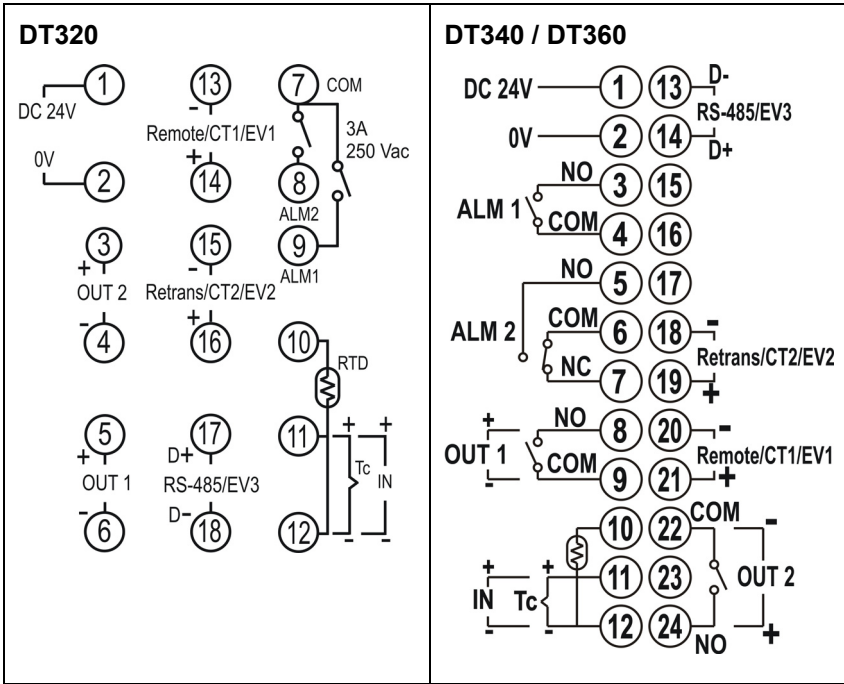 DT320
1
13
7
COM
DC 24V
-
Remote/CT1/EV1
3A
250 Vac
+
0V
2
14
8
ALM2
3
15
9
+
-
ALM1
OUT 2
Retrans/CT2/EV2
-
+
4
16
10
RTD
5
17
11
+
+
+
D+
Tc
IN
OUT 1
RS-485/EV3
-
D-
6
18
12
-
-
DT340 / DT360
DC 24V
1
13
D-
RS-485/EV3
0V
2
14
D+
NO
3
15
ALM 1
COM
4
16
NO
5
17
ALM 2
COM
6
18
-
Retrans/CT2/EV2
NC
7
19
+
+
NO
8
20
-
OUT 1
Remote/CT1/EV1
-
COM
9
21
+
10
22
COM
-
+
+
11
23
OUT 2
IN
Tc
-
-
12
24
NO
+